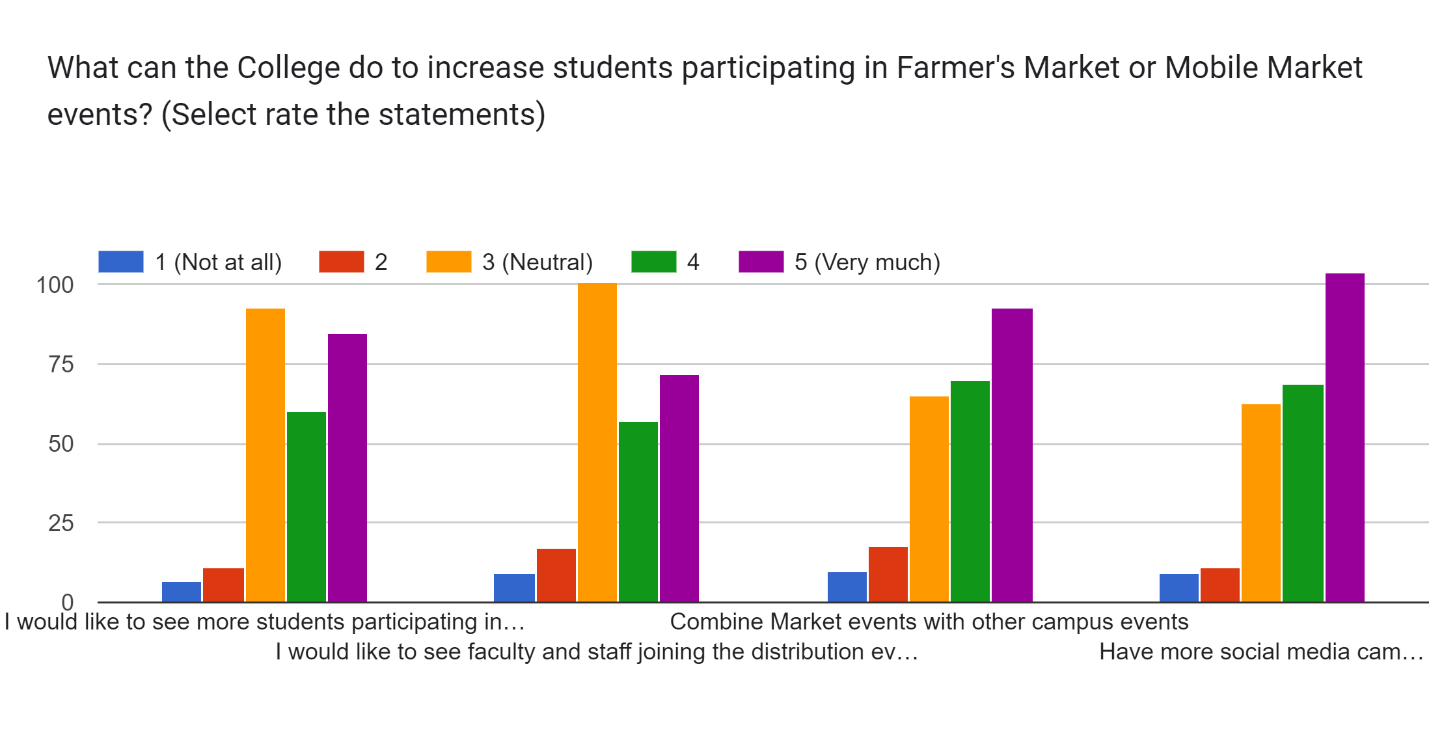 What can the College do to increase students participating in Farmer's Market or Mobile Market
events? (Select rate the statements)
1 (Not at all) 2 3 (Neutral) 4 5 (Very much)
100
75
50
25
0
I would like to see more students participating in…
Combine Market events with other campus events
I would like to see faculty and staff joining the distribution ev…
Have more social media cam…